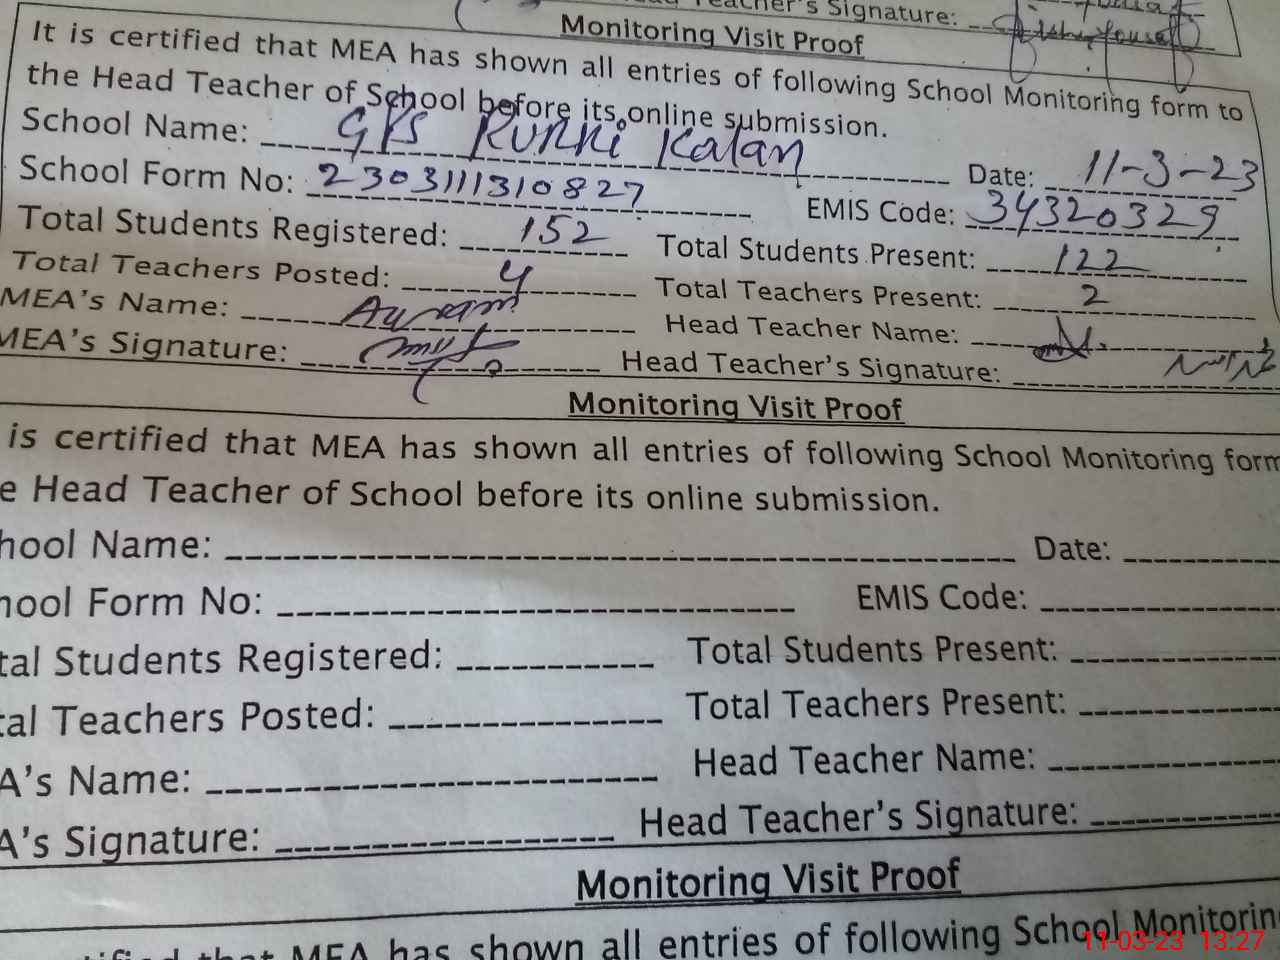 Head Teacher's Signature:
Monitoring Visit Proof
It is certified that MEA has shown all entries of following School Monitoring form to
the Head Teacher of School before its online submission.
School Name: GPS Rukki Kalan Date: 11-3-23
School Form No: 2303111310827 EMIS Code: 34320329
Total Students Registered: 152 Total Students Present: 122
Total Teachers Posted: 4 Total Teachers Present: 2
MEA's Name: Head Teacher Name:
MEA's Signature: Head Teacher's Signature:
Monitoring Visit Proof
is certified that MEA has shown all entries of following School Monitoring form
e Head Teacher of School before its online submission.
hool Name: Date:
hool Form No: EMIS Code:
tal Students Registered: Total Students Present:
tal Teachers Posted: Total Teachers Present:
A's Name: Head Teacher Name:
A's Signature: Head Teacher's Signature:
Monitoring Visit Proof
certified that MEA has shown all entries of following School Monitoring
11-03-23 13:27